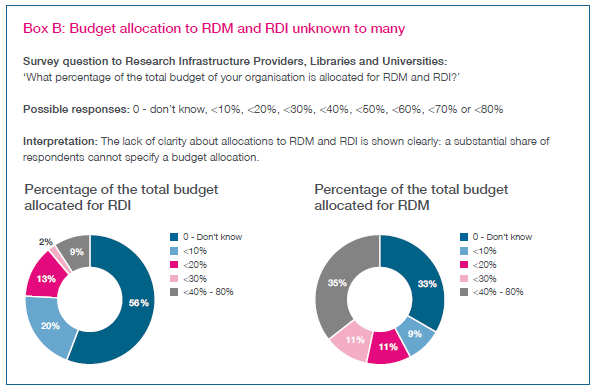 Box B: Budget allocation to RDM and RDI unknown to many
Survey question to Research Infrastructure Providers, Libraries and Universities:
‘What percentage of the total budget of your organisation is allocated for RDM and RDI?’
Possible responses: 0 - don’t know, <10%, <20%, <30%, <40%, <50%, <60%, <70% or <80%
Interpretation: The lack of clarity about allocations to RDM and RDI is shown clearly: a substantial share of
respondents cannot specify a budget allocation.
Percentage of the total budget
allocated for RDI
2%
9%
13%
20%
56%
0 - Don't know
<10%
<20%
<30%
<40% - 80%
Percentage of the total budget
allocated for RDM
35%
33%
11%
11%
9%
0 - Don't know
<10%
<20%
<30%
<40% - 80%